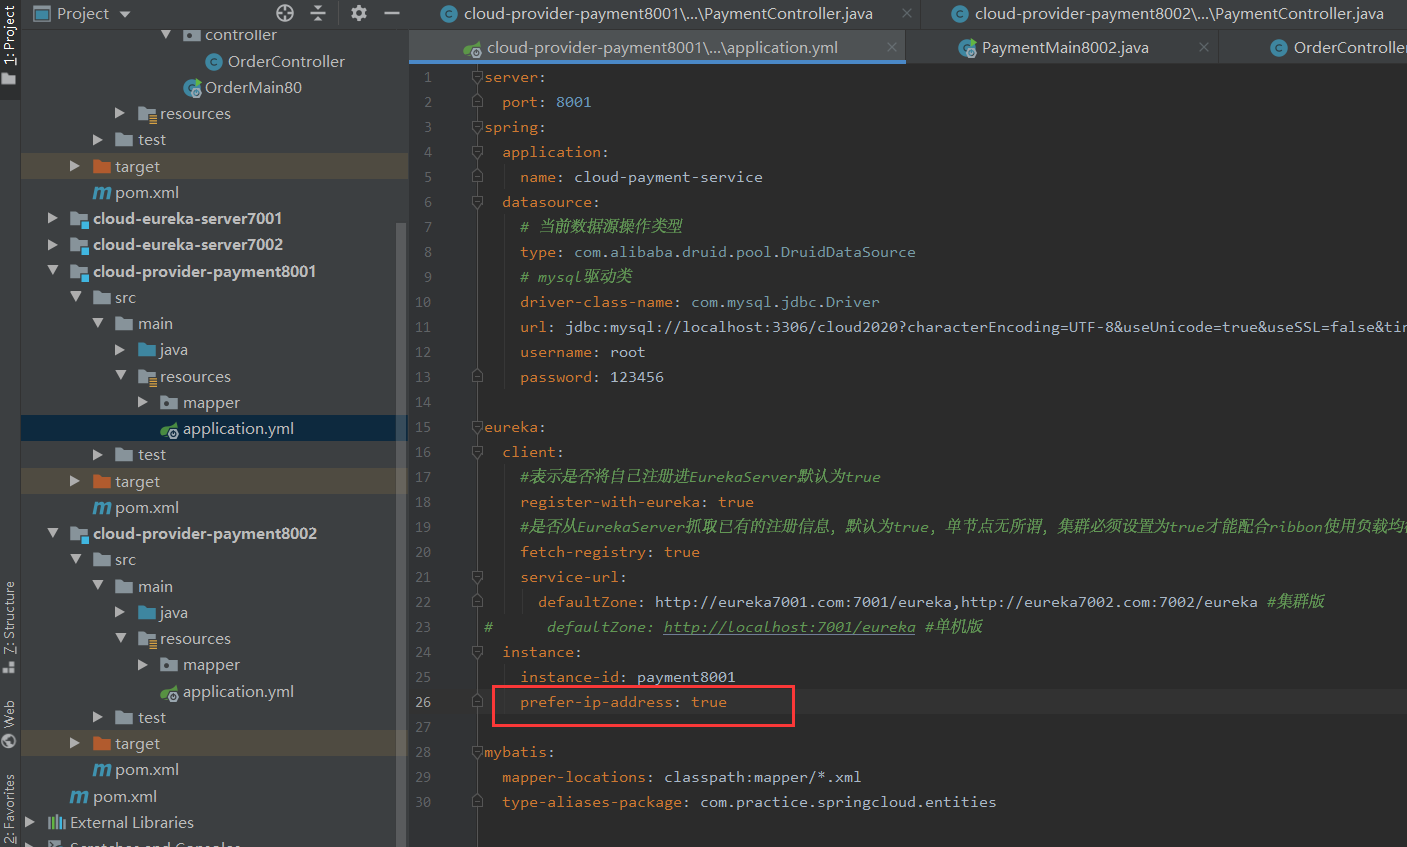 1: Project
Project
cloud-provider-payment8001\...\PaymentController.java
cloud-provider-payment8002\...\PaymentController.java
cloud-provider-payment8001\...\application.yml
PaymentMain8002.java
OrderController
controller
OrderController
OrderMain80
resources
test
target
pom.xml
cloud-eureka-server7001
cloud-eureka-server7002
cloud-provider-payment8001
src
main
java
resources
mapper
application.yml
test
target
pom.xml
cloud-provider-payment8002
src
main
java
resources
mapper
application.yml
test
target
pom.xml
pom.xml
External Libraries
Scratches and Consoles
Z: Structure
Web
2: Favorites
1 server:
2 port: 8001
3 spring:
4 application:
5 name: cloud-payment-service
6 datasource:
7 # 当前数据源操作类型
8 type: com.alibaba.druid.pool.DruidDataSource
9 # mysql驱动类
10 driver-class-name: com.mysql.jdbc.Driver
11 url: jdbc:mysql://localhost:3306/cloud2020?characterEncoding=UTF-8&useUnicode=true&useSSL=false&tim
12 username: root
13 password: 123456
14
15 eureka:
16 client:
17 #表示是否将自己注册进EurekaServer默认为true
18 register-with-eureka: true
19 #是否从EurekaServer抓取已有的注册信息，默认为true，单节点无所谓，集群必须设置为true才能配合ribbon使用负载均
20 fetch-registry: true
21 service-url:
22 defaultZone: http://eureka7001.com:7001/eureka,http://eureka7002.com:7002/eureka #集群版
23 # defaultZone: http://localhost:7001/eureka #单机版
24 instance:
25 instance-id: payment8001
26 prefer-ip-address: true
27
28 mybatis:
29 mapper-locations: classpath:mapper/*.xml
30 type-aliases-package: com.practice.springcloud.entities